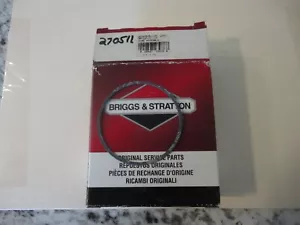 270511
BRIGGS & STRATTON
ORIGINAL SERVICE PARTS
REPUESTOS ORIGINALES
PIÈCES DE RECHANGE D'ORIGINE
RICAMBI ORIGINALI